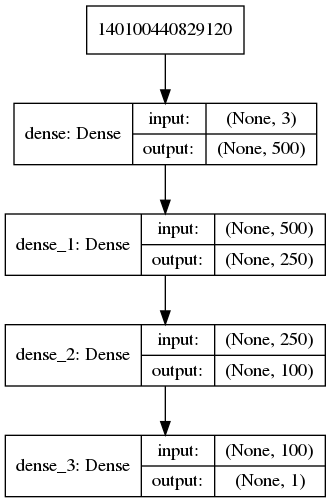 140100440829120
dense: Dense
input: (None, 3)
output: (None, 500)
dense_1: Dense
input: (None, 500)
output: (None, 250)
dense_2: Dense
input: (None, 250)
output: (None, 100)
dense_3: Dense
input: (None, 100)
output: (None, 1)